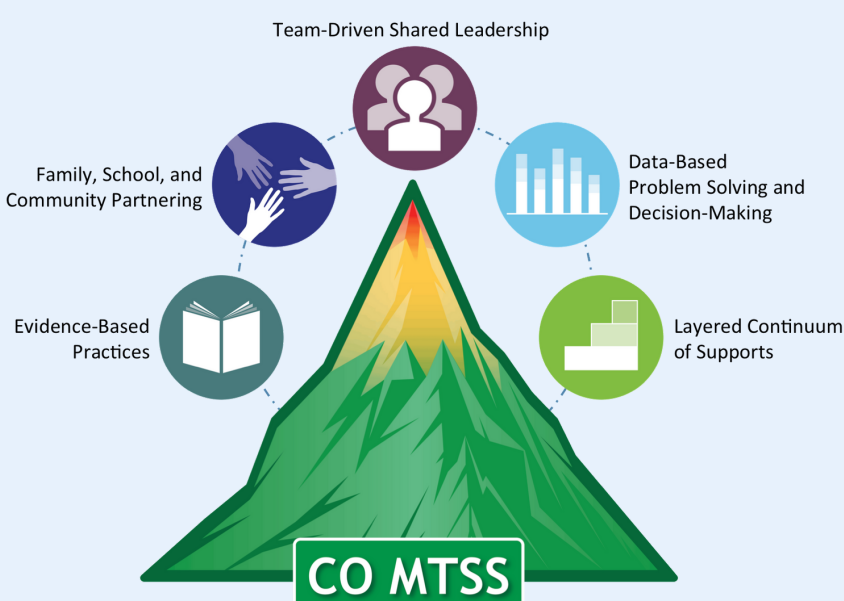 Team-Driven Shared Leadership
Family, School, and
Community Partnering
Data-Based
Problem Solving and
Decision-Making
Evidence-Based
Practices
Layered Continuum
of Supports
CO MTSS